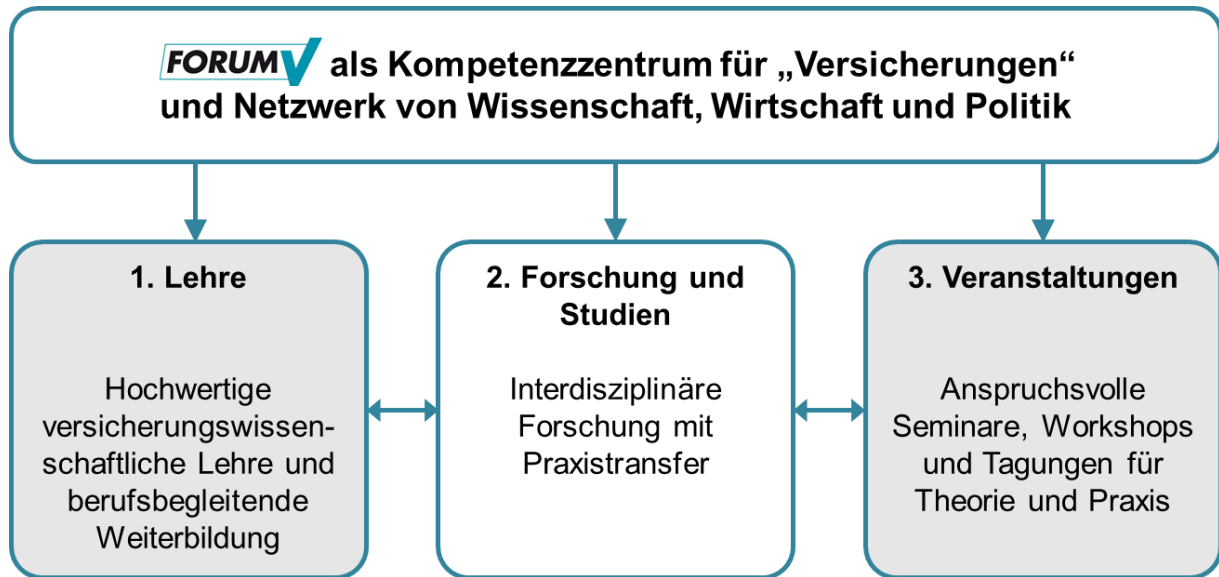 FORUM V als Kompetenzzentrum für „Versicherungen“
und Netzwerk von Wissenschaft, Wirtschaft und Politik
1. Lehre
Hochwertige
versicherungswissen-
schaftliche Lehre und
berufsbegleitende
Weiterbildung
2. Forschung und
Studien
Interdisziplinäre
Forschung mit
Praxistransfer
3. Veranstaltungen
Anspruchsvolle
Seminare, Workshops
und Tagungen für
Theorie und Praxis